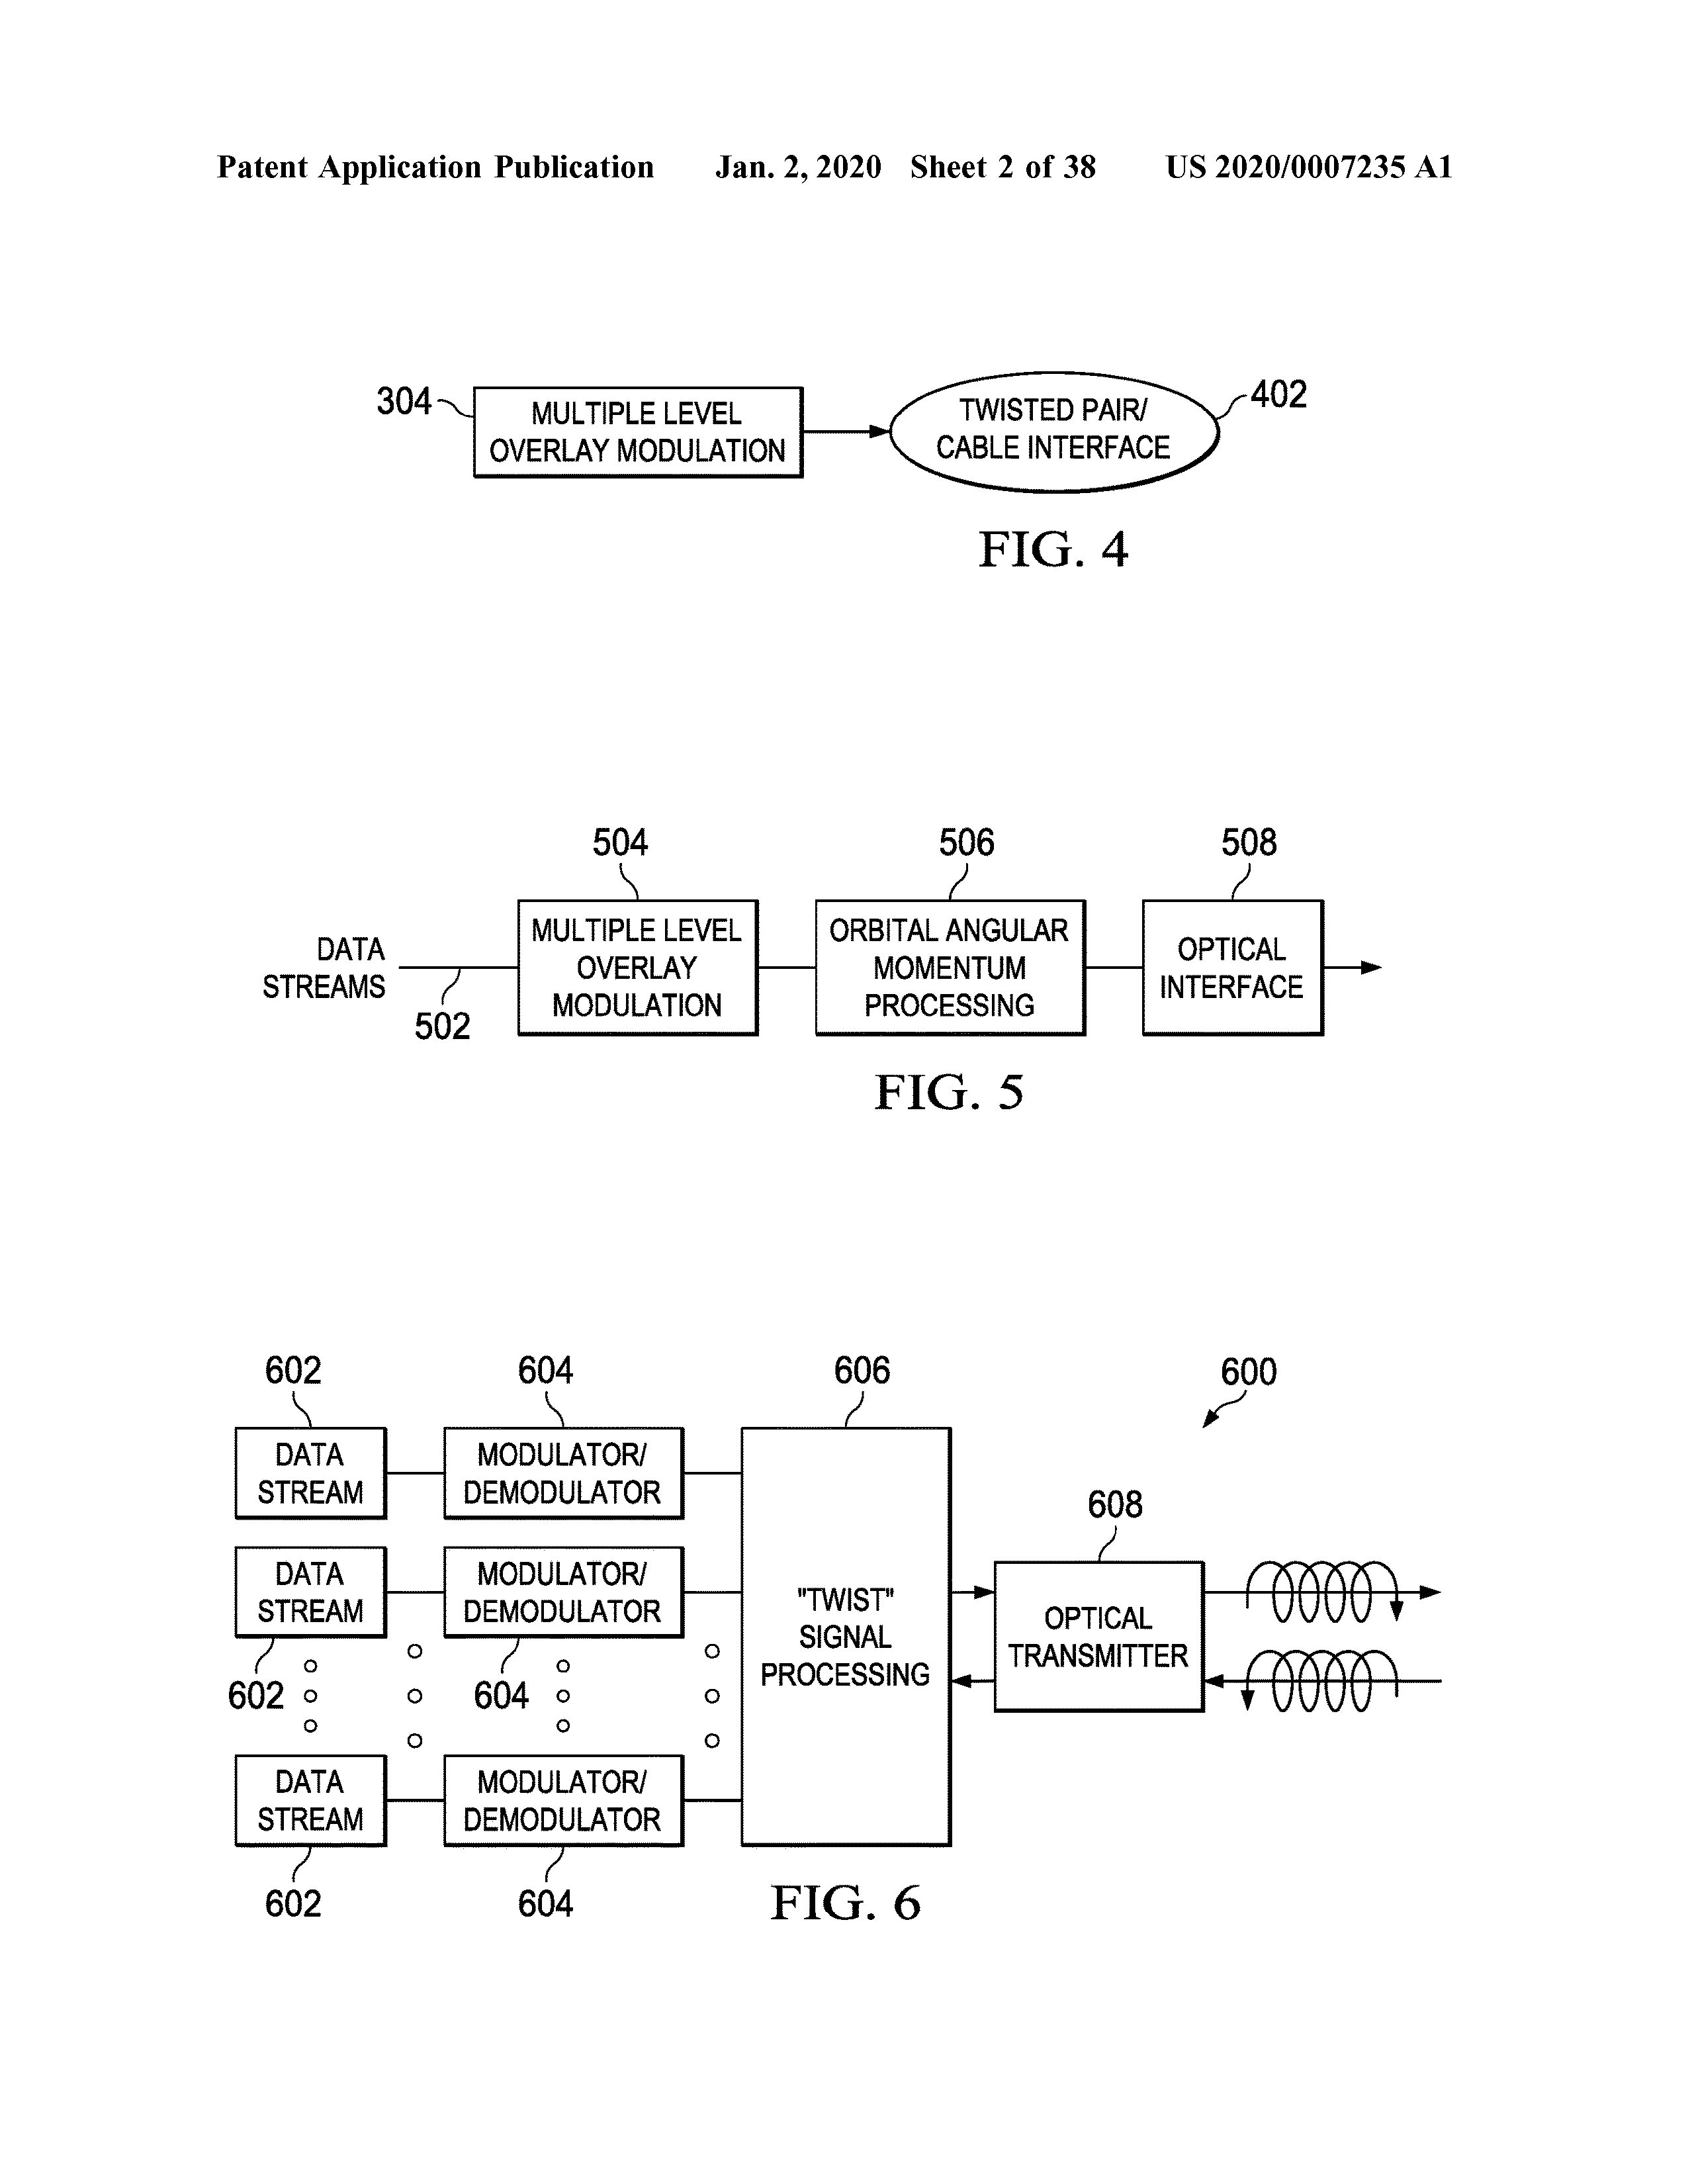 Patent Application Publication Jan. 2, 2020 Sheet 2 of 38 US 2020/0007235 A1
304
MULTIPLE LEVEL
OVERLAY MODULATION
TWISTED PAIR/
CABLE INTERFACE
402
FIG. 4
504
506
508
DATA
STREAMS
502
MULTIPLE LEVEL
OVERLAY
MODULATION
ORBITAL ANGULAR
MOMENTUM
PROCESSING
OPTICAL
INTERFACE
FIG. 5
602
604
606
600
DATA
STREAM
MODULATOR/
DEMODULATOR
DATA
STREAM
MODULATOR/
DEMODULATOR
602
604
DATA
STREAM
MODULATOR/
DEMODULATOR
602
604
"TWIST"
SIGNAL
PROCESSING
608
OPTICAL
TRANSMITTER
FIG. 6